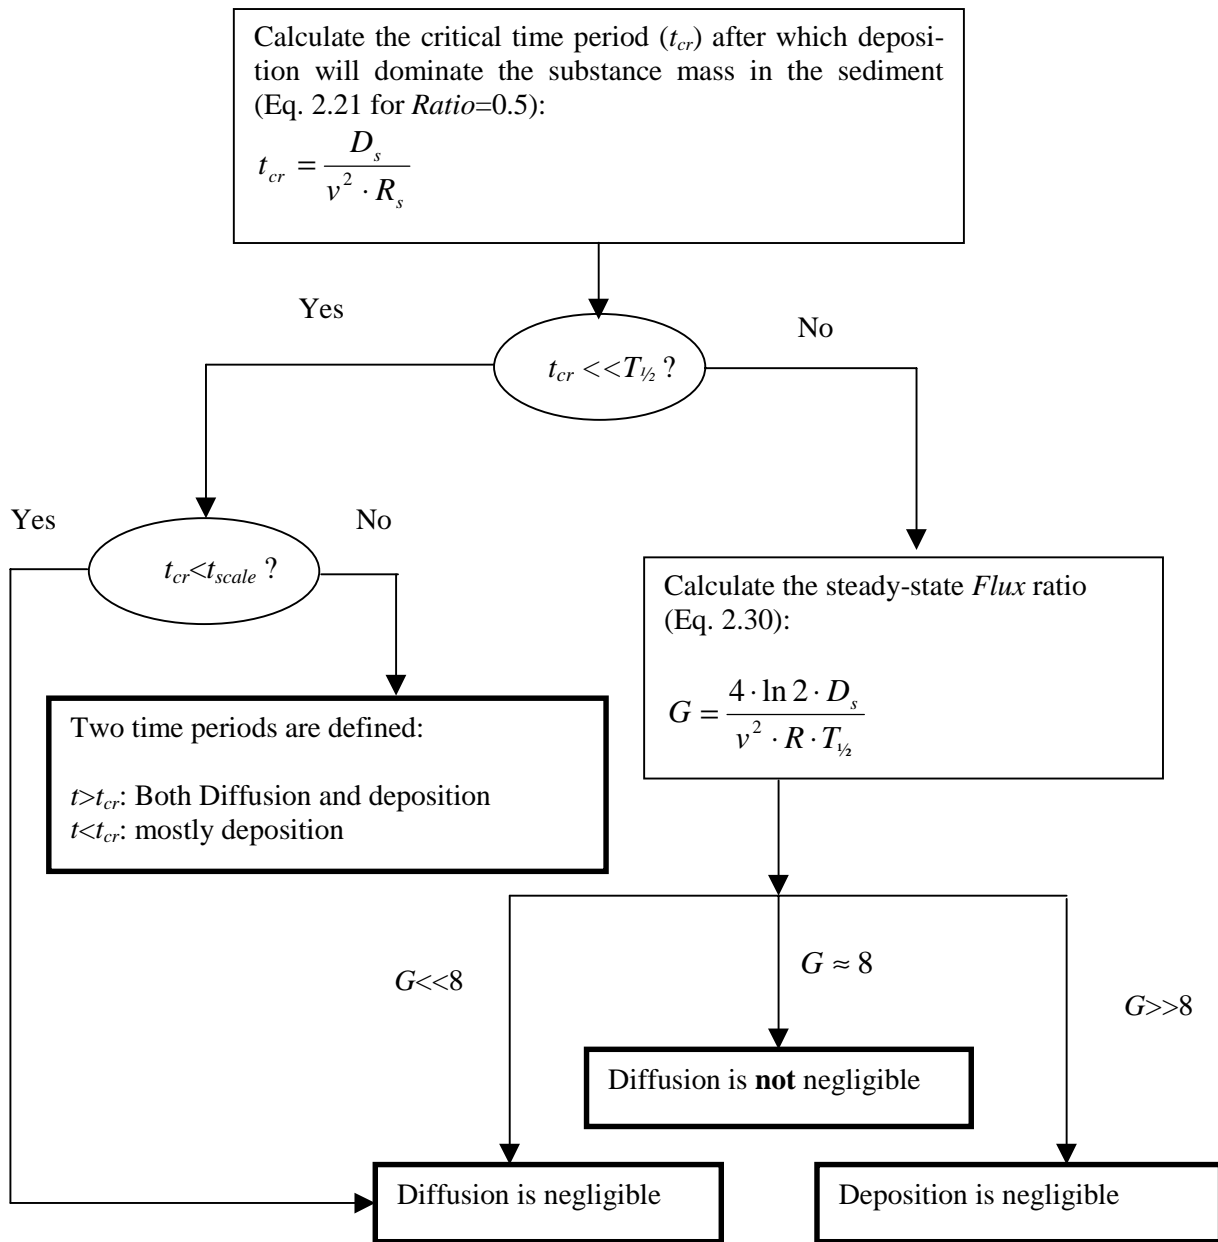 Calculate the critical time period (t_cr) after which deposi-
tion will dominate the substance mass in the sediment
(Eq. 2.21 for Ratio=0.5):
t_cr = D_s / (v² · R_s)
Yes
No
t_cr <<T_½ ?
Yes
No
t_cr<t_scale ?
Calculate the steady-state Flux ratio
(Eq. 2.30):
G = (4 · ln 2 · D_s) / (v² · R · T_½)
Two time periods are defined:
t>t_cr: Both Diffusion and deposition
t<t_cr: mostly deposition
G<<8
G ≈ 8
G>>8
Diffusion is not negligible
Diffusion is negligible
Deposition is negligible